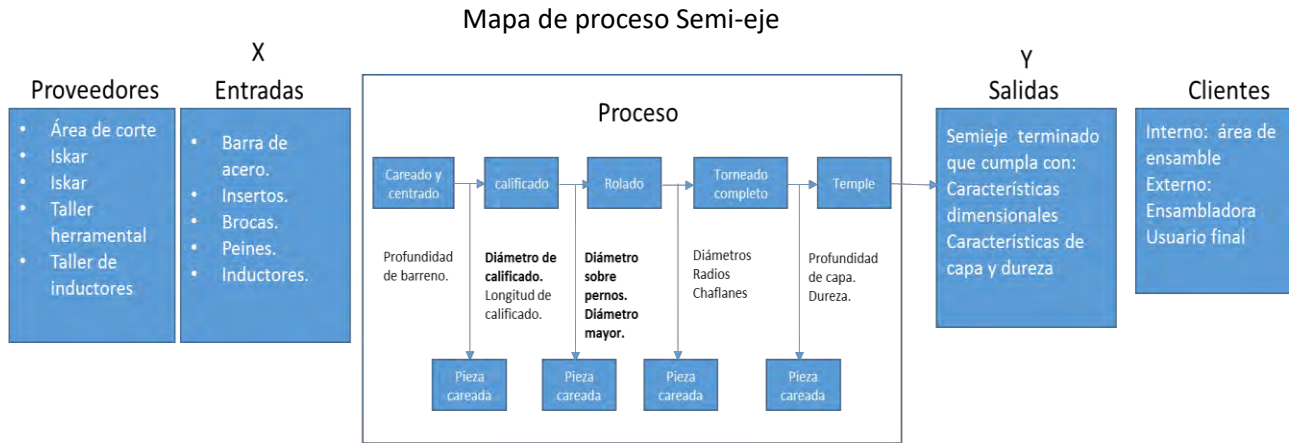 Mapa de proceso Semi-eje
X
Y
Proveedores
Entradas
Salidas
Clientes
• Área de corte
• Iskar
• Iskar
• Taller
herramental
• Taller de
inductores
• Barra de
acero.
• Insertos.
• Brocas.
• Peines.
• Inductores.
Proceso
Careado y
centrado
calificado
Rolado
Torneado
completo
Temple
Profundidad
de barreno.
Diámetro de
calificado.
Longitud de
calificado.
Diámetro
sobre
pernos.
Diámetro
mayor.
Diámetros
Radios
Chaflanes
Profundidad
de capa.
Dureza.
Pieza
careada
Pieza
careada
Pieza
careada
Pieza
careada
Semieje terminado
que cumpla con:
Características
dimensionales
Características de
capa y dureza
Interno: área de
ensamble
Externo:
Ensambladora
Usuario final